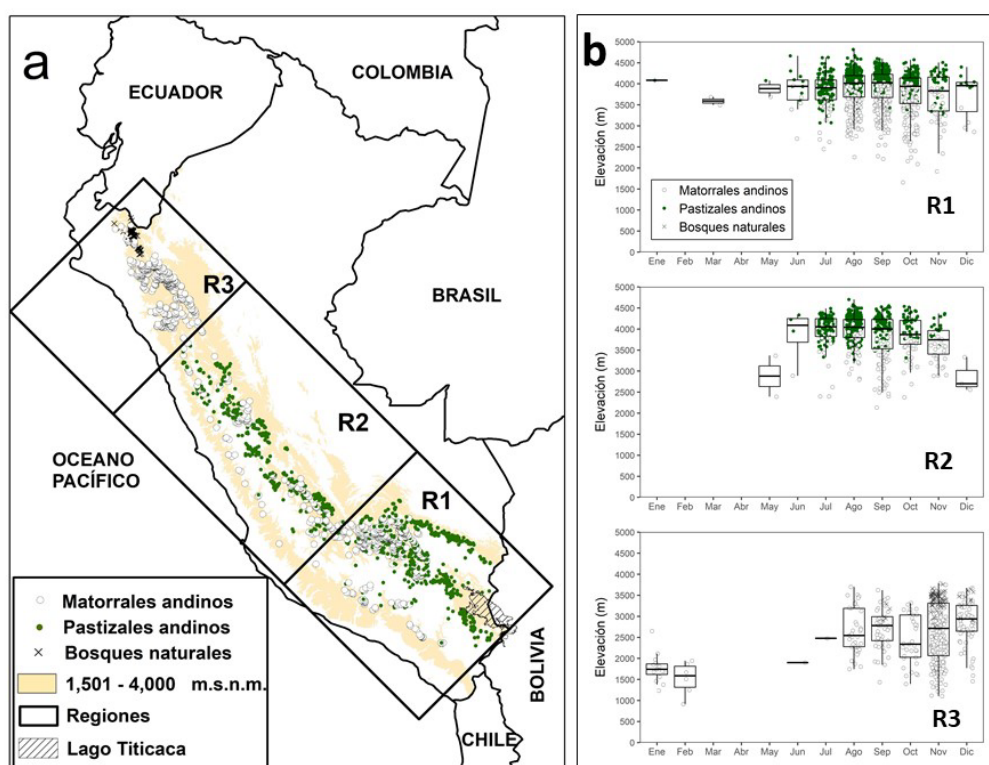 a
ECUADOR
COLOMBIA
BRASIL
R3
R2
R1
OCEANO
PACÍFICO
BOLIVIA
CHILE
Matorrales andinos
Pastizales andinos
Bosques naturales
1,501 - 4,000 m.s.n.m.
Regiones
Lago Titicaca
b
Elevación (m)
5000
4500
4000
3500
3000
2500
2000
1500
1000
500
0
Matorrales andinos
Pastizales andinos
Bosques naturales
R1
Ene Feb Mar Abr May Jun Jul Ago Sep Oct Nov Dic
Elevación (m)
5000
4500
4000
3500
3000
2500
2000
1500
1000
500
0
R2
Ene Feb Mar Abr May Jun Jul Ago Sep Oct Nov Dic
Elevación (m)
5000
4500
4000
3500
3000
2500
2000
1500
1000
500
0
R3
Ene Feb Mar Abr May Jun Jul Ago Sep Oct Nov Dic